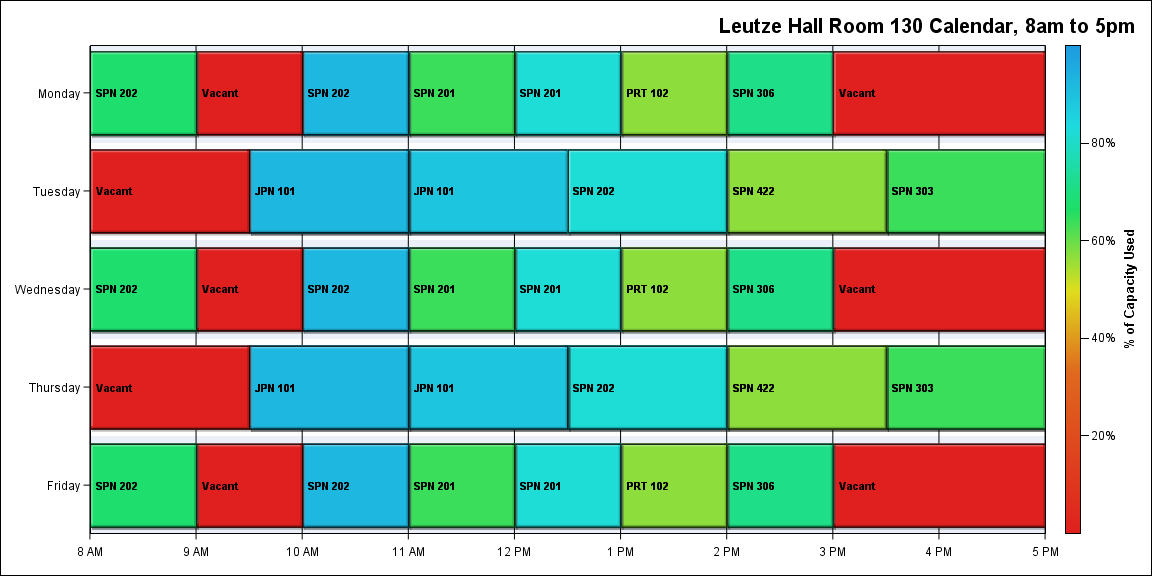 Leutze Hall Room 130 Calendar, 8am to 5pm
Monday
SPN 202
Vacant
SPN 202
SPN 201
SPN 201
PRT 102
SPN 306
Vacant
Tuesday
Vacant
JPN 101
JPN 101
SPN 202
SPN 422
SPN 303
Wednesday
SPN 202
Vacant
SPN 202
SPN 201
SPN 201
PRT 102
SPN 306
Vacant
Thursday
Vacant
JPN 101
JPN 101
SPN 202
SPN 422
SPN 303
Friday
SPN 202
Vacant
SPN 202
SPN 201
SPN 201
PRT 102
SPN 306
Vacant
8 AM
9 AM
10 AM
11 AM
12 PM
1 PM
2 PM
3 PM
4 PM
5 PM
80%
60%
40%
20%
% of Capacity Used